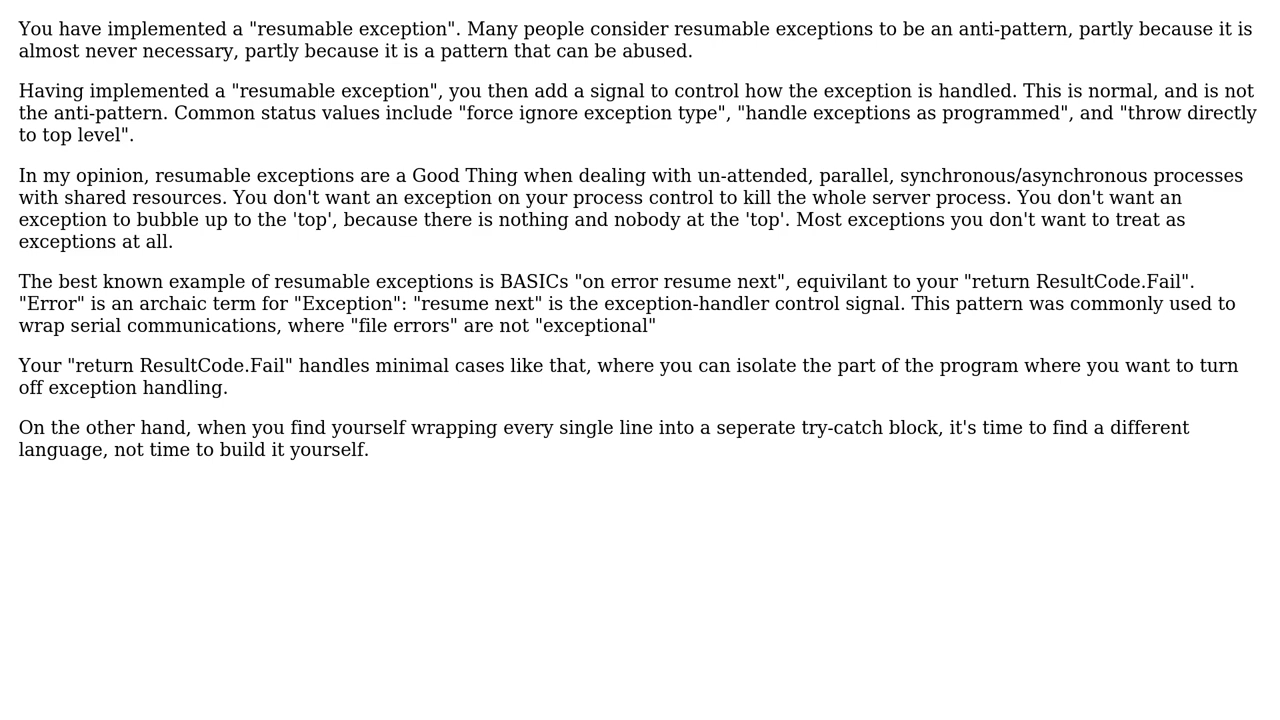 You have implemented a "resumable exception". Many people consider resumable exceptions to be an anti-pattern, partly because it is
almost never necessary, partly because it is a pattern that can be abused.
Having implemented a "resumable exception", you then add a signal to control how the exception is handled. This is normal, and is not
the anti-pattern. Common status values include "force ignore exception type", "handle exceptions as programmed", and "throw directly
to top level".
In my opinion, resumable exceptions are a Good Thing when dealing with un-attended, parallel, synchronous/asynchronous processes
with shared resources. You don't want an exception on your process control to kill the whole server process. You don't want an
exception to bubble up to the 'top', because there is nothing and nobody at the 'top'. Most exceptions you don't want to treat as
exceptions at all.
The best known example of resumable exceptions is BASICs "on error resume next", equivilant to your "return ResultCode.Fail".
"Error" is an archaic term for "Exception": "resume next" is the exception-handler control signal. This pattern was commonly used to
wrap serial communications, where "file errors" are not "exceptional"
Your "return ResultCode.Fail" handles minimal cases like that, where you can isolate the part of the program where you want to turn
off exception handling.
On the other hand, when you find yourself wrapping every single line into a seperate try-catch block, it's time to find a different
language, not time to build it yourself.